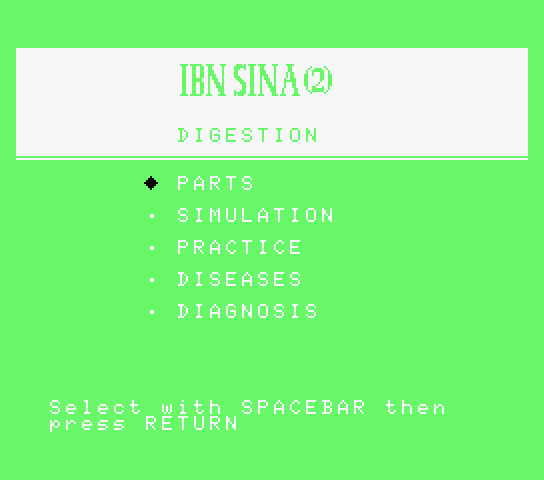 IBN SINA (2)
DIGESTION
PARTS
SIMULATION
PRACTICE
DISEASES
DIAGNOSIS
Select with SPACEBAR then
press RETURN